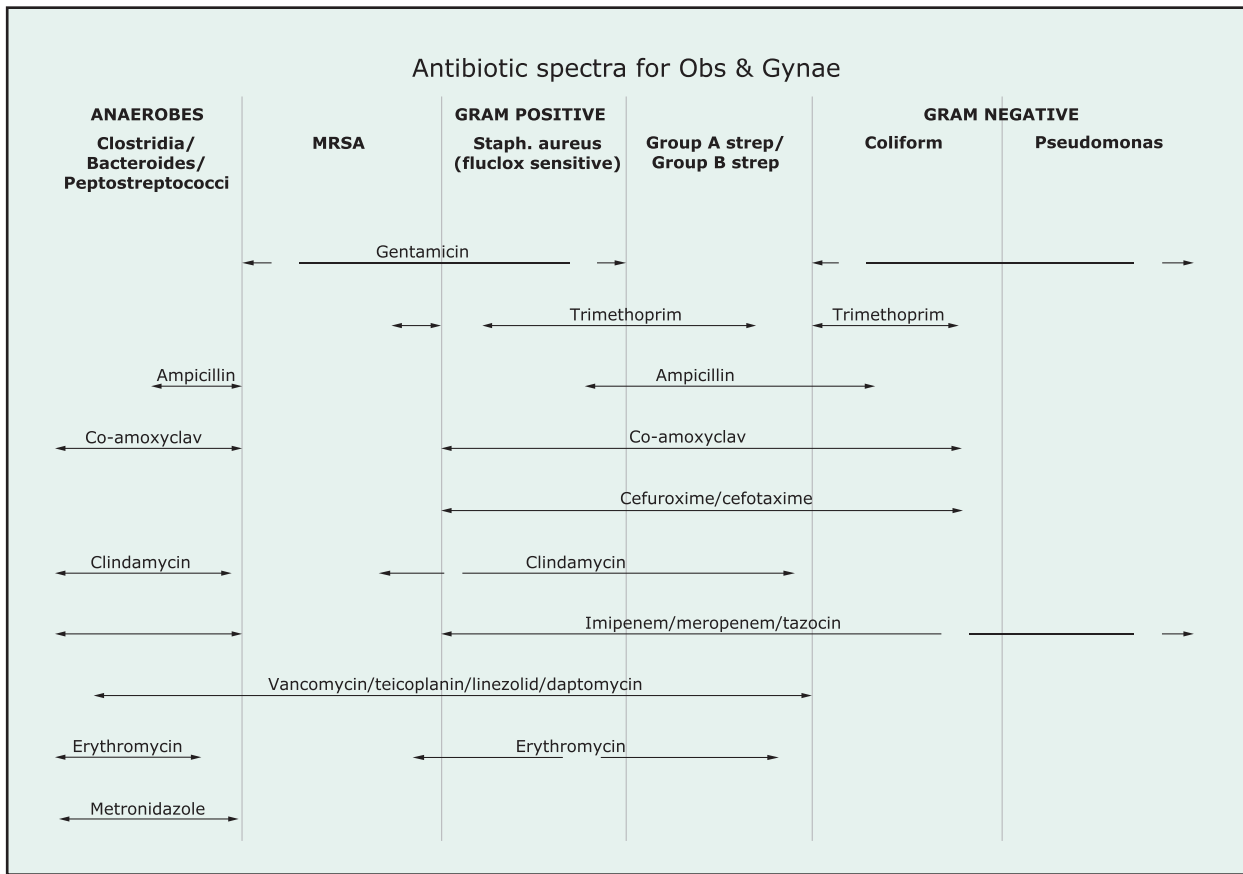 Antibiotic spectra for Obs & Gynae
ANAEROBES
GRAM POSITIVE
GRAM NEGATIVE
Clostridia/
Bacteroides/
Peptostreptococci
MRSA
Staph. aureus
(fluclox sensitive)
Group A strep/
Group B strep
Coliform
Pseudomonas
Gentamicin
Trimethoprim
Trimethoprim
Ampicillin
Ampicillin
Co-amoxyclav
Co-amoxyclav
Cefuroxime/cefotaxime
Clindamycin
Clindamycin
Imipenem/meropenem/tazocin
Vancomycin/teicoplanin/linezolid/daptomycin
Erythromycin
Erythromycin
Metronidazole